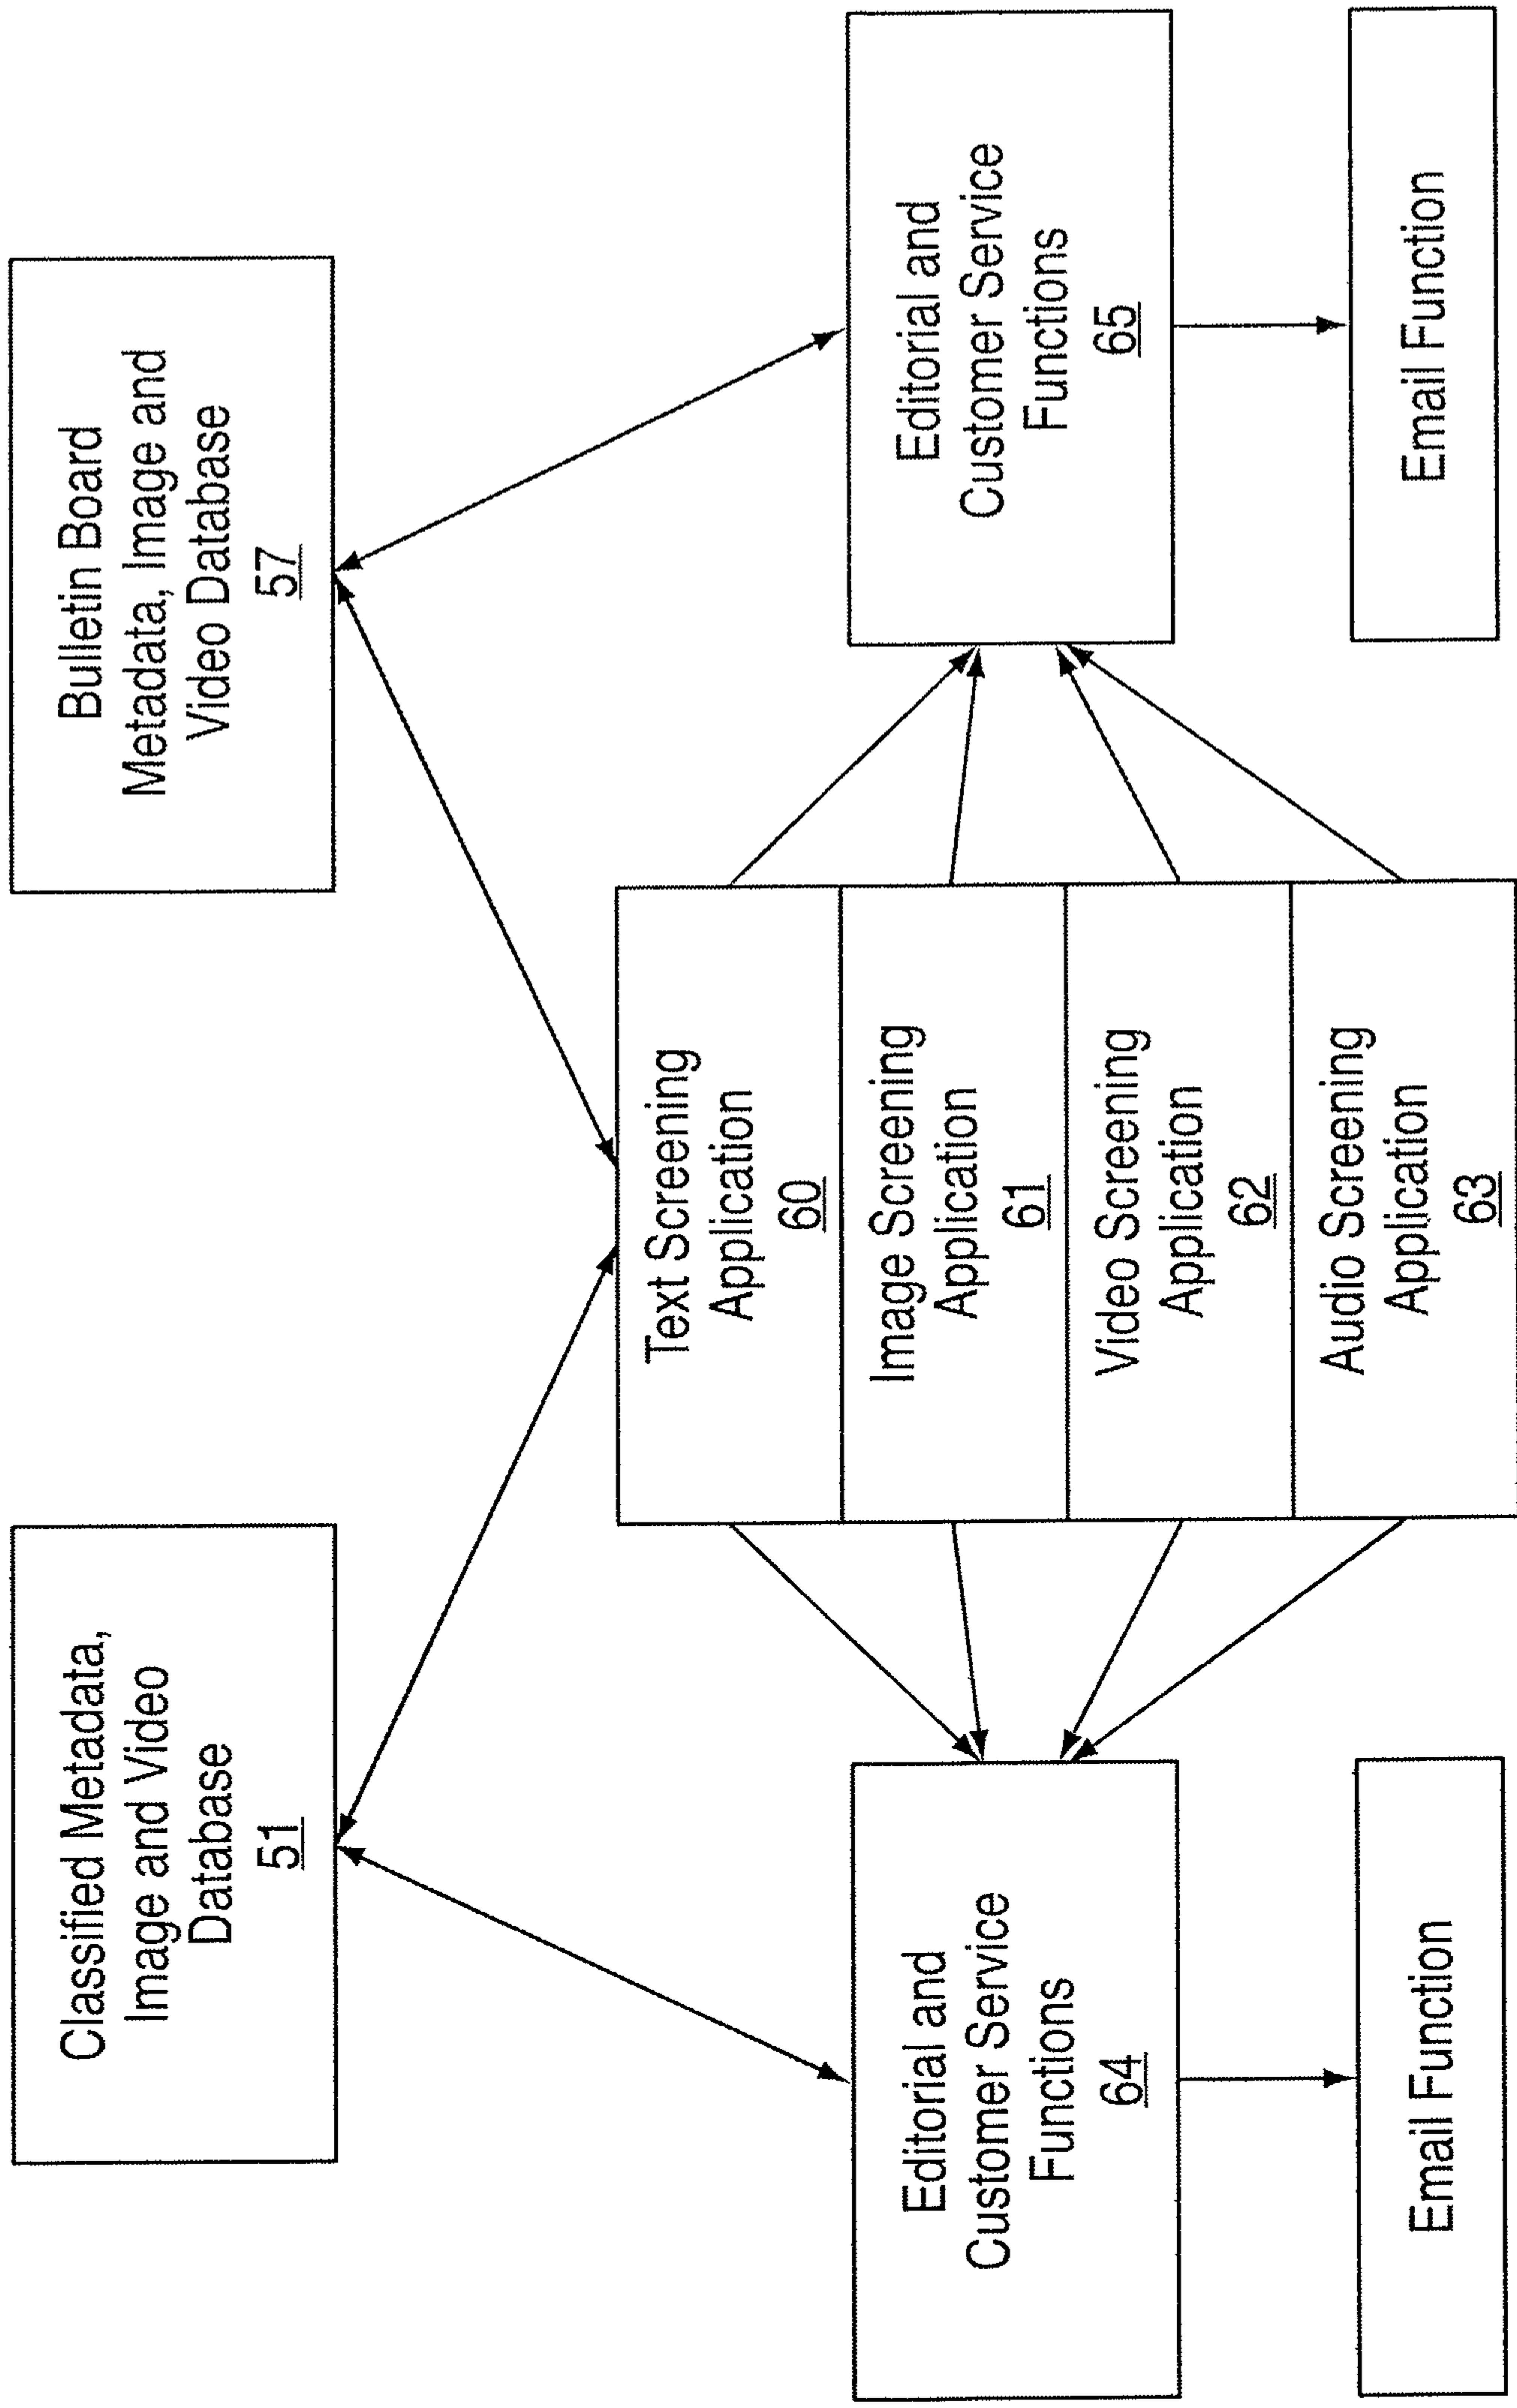 Classified Metadata,
Image and Video
Database
51
Bulletin Board
Metadata, Image and
Video Database
57
Text Screening
Application
60
Image Screening
Application
61
Video Screening
Application
62
Audio Screening
Application
63
Editorial and
Customer Service
Functions
64
Editorial and
Customer Service
Functions
65
Email Function
Email Function